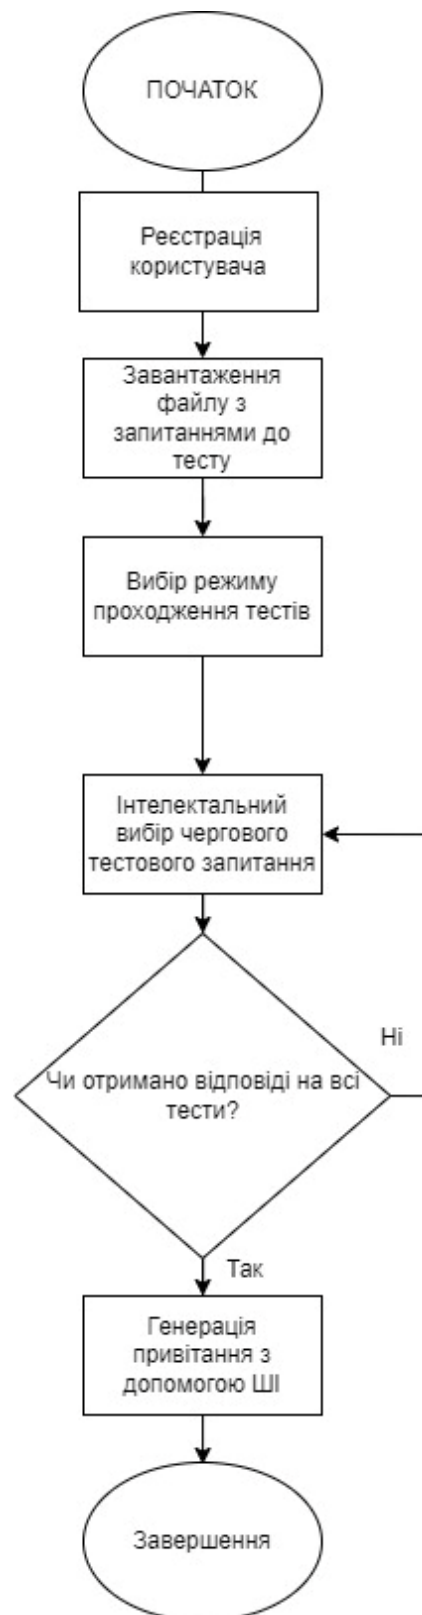 ПОЧАТОК
Реєстрація
користувача
Завантаження
файлу з
запитаннями до
тесту
Вибір режиму
проходження тестів
Інтелектальний
вибір чергового
тестового запитання
Ні
Чи отримано відповіді на всі
тести?
Так
Генерація
привітання з
допомогою ШІ
Завершення